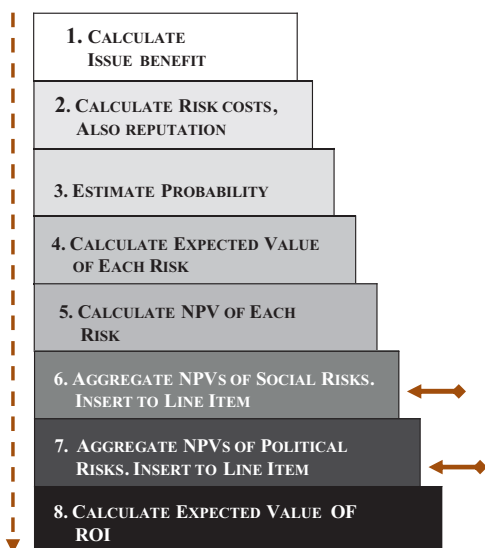 1. CALCULATE
ISSUE BENEFIT
2. CALCULATE RISK COSTS,
ALSO REPUTATION
3. ESTIMATE PROBABILITY
4. CALCULATE EXPECTED VALUE
OF EACH RISK
5. CALCULATE NPV OF EACH
RISK
6. AGGREGATE NPVS OF SOCIAL RISKS.
INSERT TO LINE ITEM
7. AGGREGATE NPVS OF POLITICAL
RISKS. INSERT TO LINE ITEM
8. CALCULATE EXPECTED VALUE OF
ROI